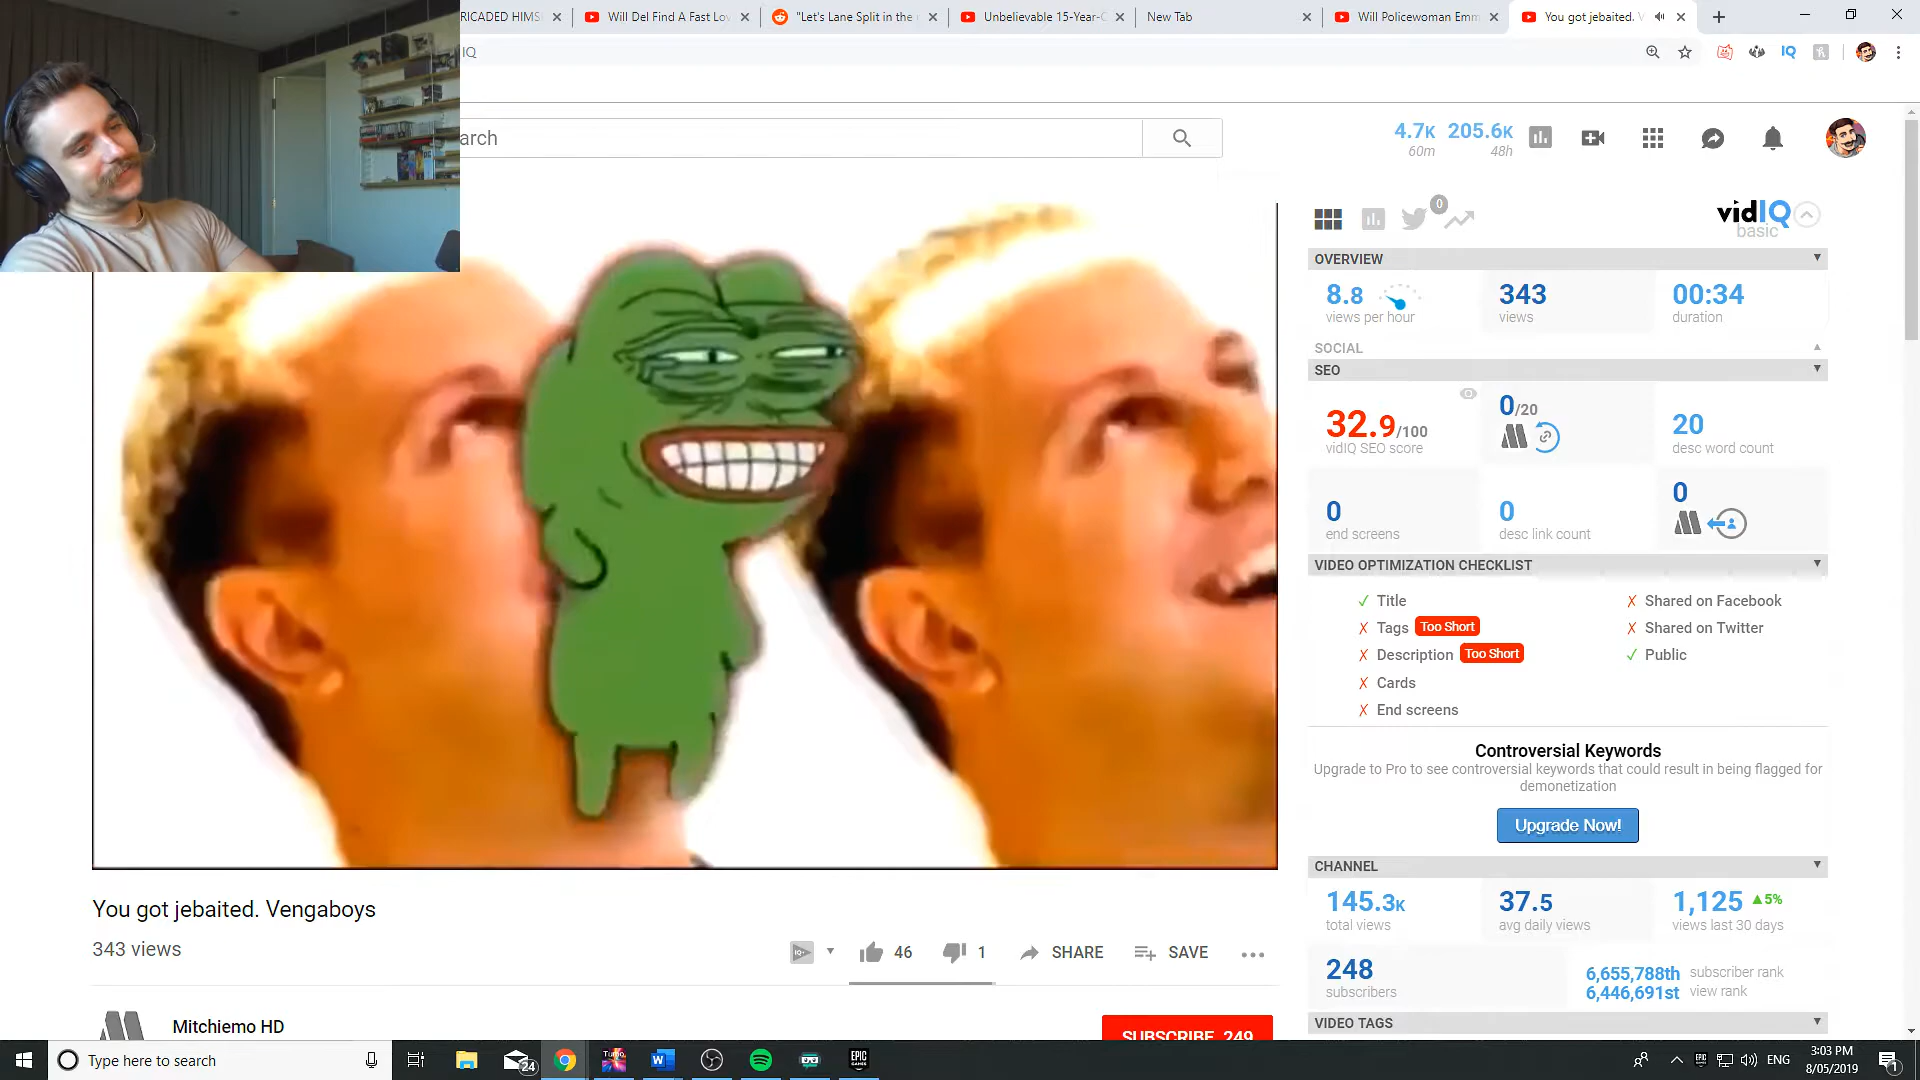 RICADED HIMS
Will Del Find A Fast Lov
"Let's Lane Split in the
Unbelievable 15-Year-O
New Tab
Will Policewoman Emm
You got jebaited. V
IQ
IQ
arch
4.7K 205.6K
60m 48h
0
vidIQ
basic
OVERVIEW
8.8
views per hour
343
views
00:34
duration
SOCIAL
SEO
32.9/100
vidIQ SEO score
0/20
20
desc word count
0
end screens
0
desc link count
0
VIDEO OPTIMIZATION CHECKLIST
Title
Tags Too Short
Description Too Short
Cards
End screens
Shared on Facebook
Shared on Twitter
Public
Controversial Keywords
Upgrade to Pro to see controversial keywords that could result in being flagged for
demonetization
Upgrade Now!
CHANNEL
145.3K
total views
37.5
avg daily views
1,125 5%
views last 30 days
248
subscribers
6,655,788th subscriber rank
6,446,691st view rank
VIDEO TAGS
You got jebaited. Vengaboys
343 views
46
1
SHARE
SAVE
Mitchiemo HD
SUBSCRIBE 249
Type here to search
24
W
EPIC
GAMES
ENG
3:03 PM
8/05/2019
1